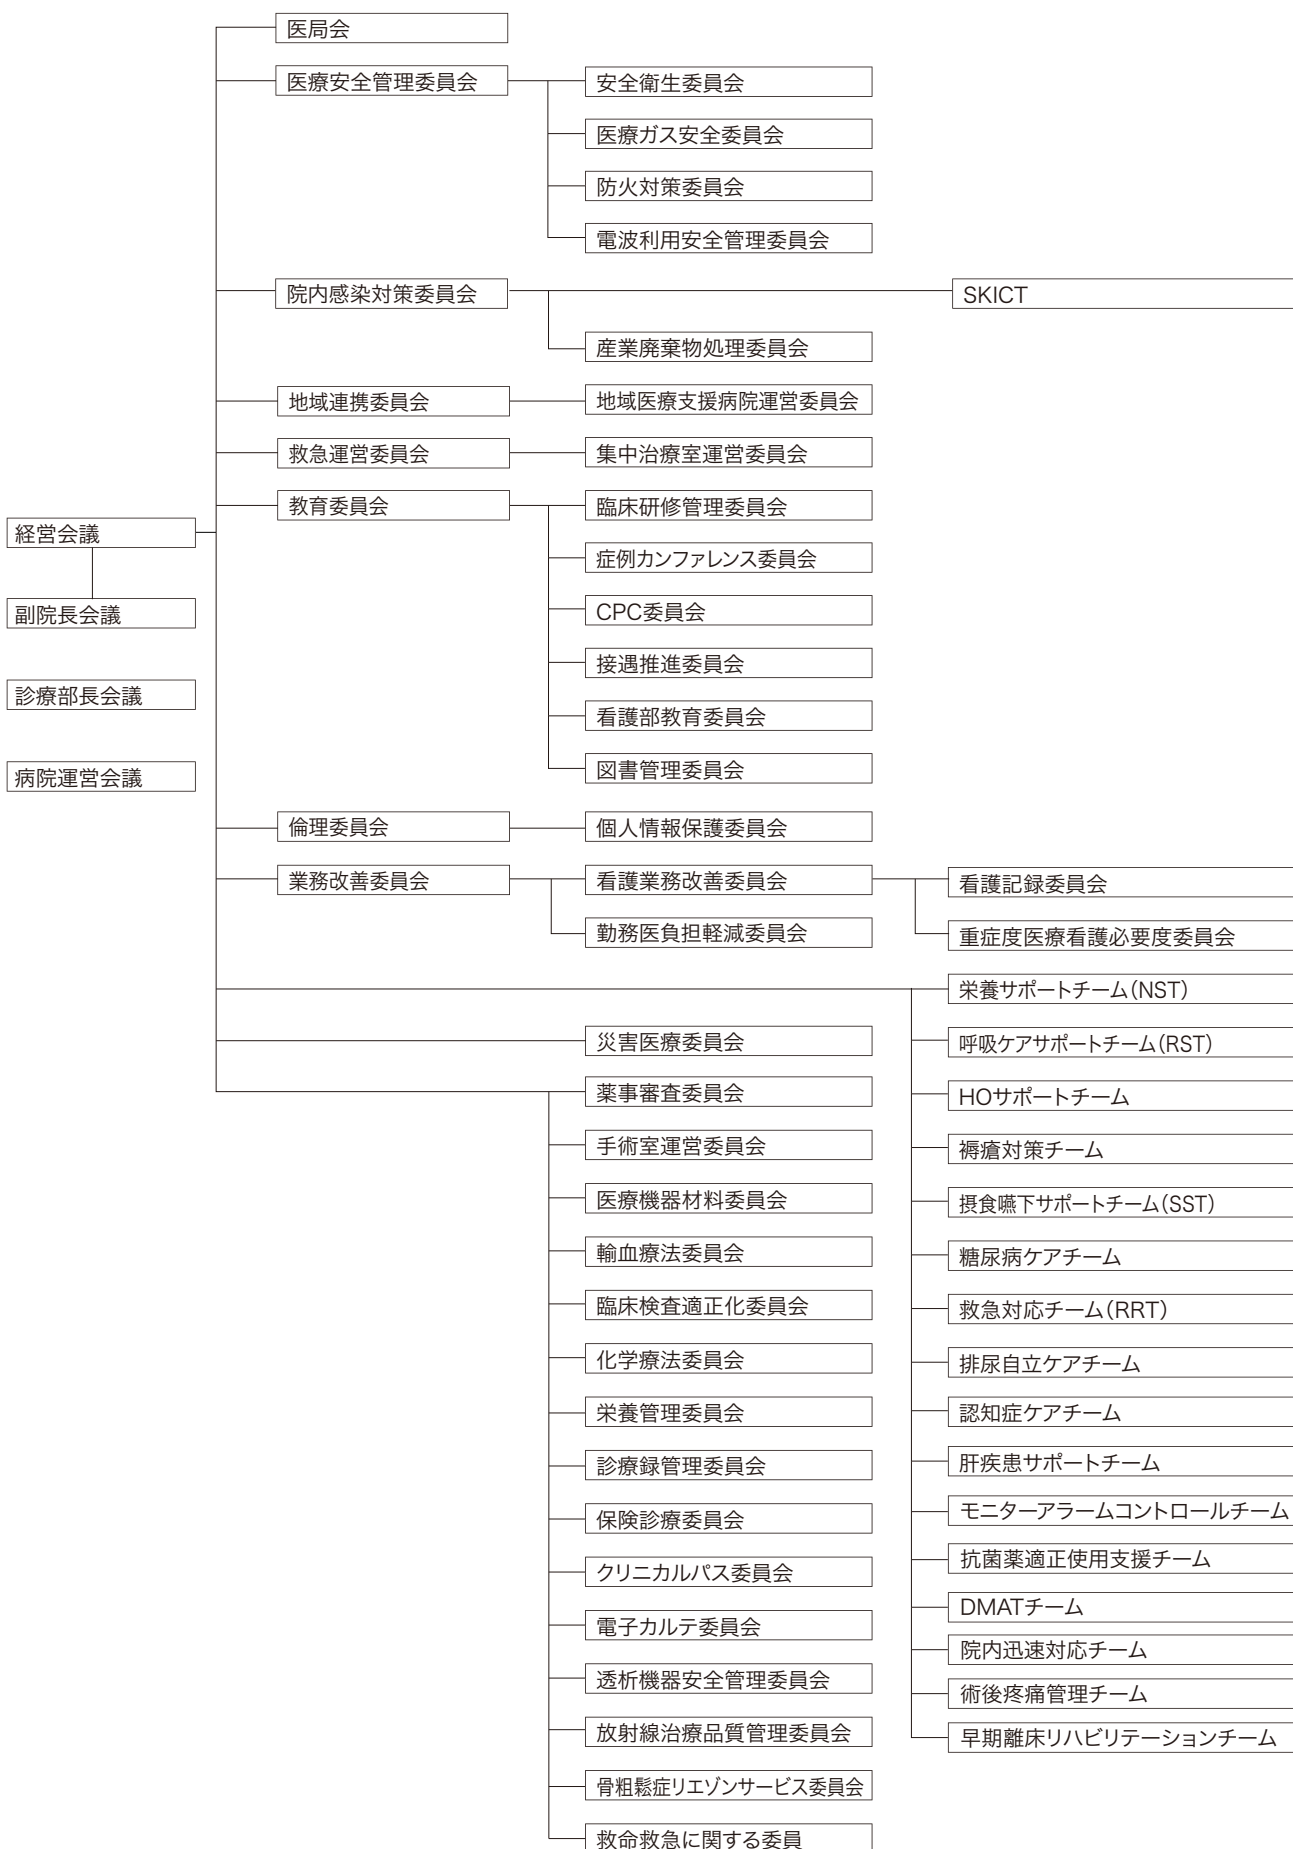 医局会
医療安全管理委員会
安全衛生委員会
医療ガス安全委員会
防火対策委員会
電波利用安全管理委員会
院内感染対策委員会
SKICT
産業廃棄物処理委員会
地域連携委員会
地域医療支援病院運営委員会
救急運営委員会
集中治療室運営委員会
教育委員会
臨床研修管理委員会
症例カンファレンス委員会
CPC委員会
接遇推進委員会
看護部教育委員会
図書管理委員会
経営会議
副院長会議
診療部長会議
病院運営会議
倫理委員会
個人情報保護委員会
業務改善委員会
看護業務改善委員会
看護記録委員会
勤務医負担軽減委員会
重症度医療看護必要度委員会
災害医療委員会
薬事審査委員会
手術室運営委員会
医療機器材料委員会
輸血療法委員会
臨床検査適正化委員会
化学療法委員会
栄養管理委員会
診療録管理委員会
保険診療委員会
クリニカルパス委員会
電子カルテ委員会
透析機器安全管理委員会
放射線治療品質管理委員会
骨粗鬆症リエゾンサービス委員会
救命救急に関する委員
栄養サポートチーム(NST)
呼吸ケアサポートチーム(RST)
HOサポートチーム
褥瘡対策チーム
摂食嚥下サポートチーム(SST)
糖尿病ケアチーム
救急対応チーム(RRT)
排尿自立ケアチーム
認知症ケアチーム
肝疾患サポートチーム
モニターアラームコントロールチーム
抗菌薬適正使用支援チーム
DMATチーム
院内迅速対応チーム
術後疼痛管理チーム
早期離床リハビリテーションチーム